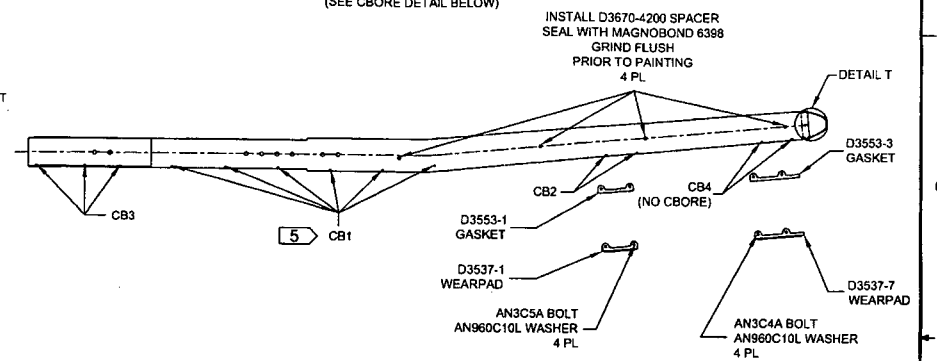 (SEE CBORE DETAIL BELOW)
INSTALL D3670-4200 SPACER
SEAL WITH MAGNOBOND 6398
GRIND FLUSH
PRIOR TO PAINTING
4 PL
DETAIL T
T
D3553-3
GASKET
CB2
CB4
(NO CBORE)
CB3
5
CB1
D3553-1
GASKET
D3537-1
WEARPAD
D3537-7
WEARPAD
AN3C5A BOLT
AN960C10L WASHER
4 PL
AN3C4A BOLT
AN960C10L WASHER
4 PL